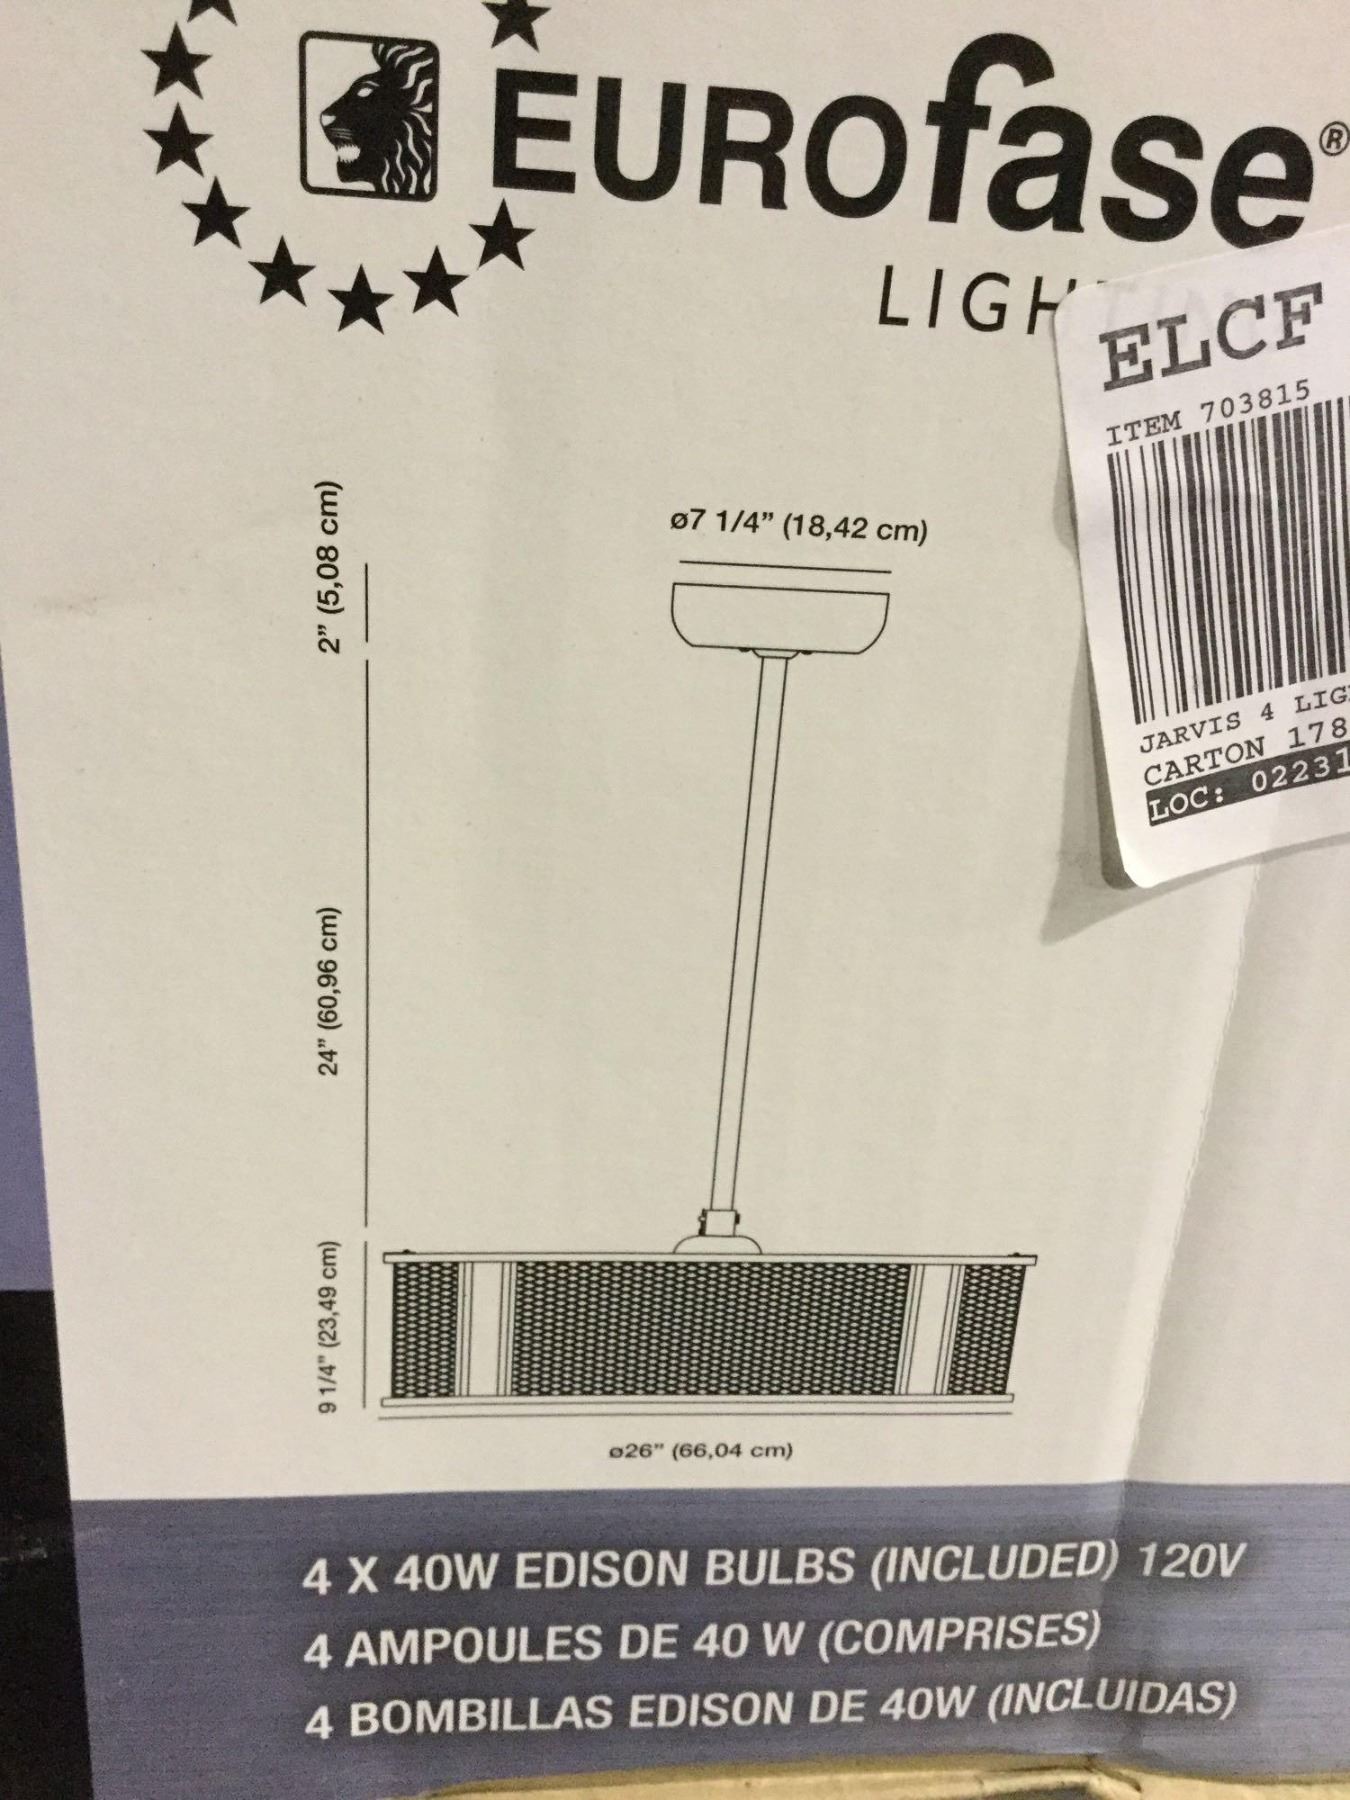 EUROfase®
LIGH
ELCF
ITEM 703815
JARVIS 4 LIG
CARTON 178
LOC: 02231
2" (5,08 cm)
ø7 1/4" (18,42 cm)
24" (60,96 cm)
9 1/4" (23,49 cm)
ø26" (66,04 cm)
4 X 40W EDISON BULBS (INCLUDED) 120V
4 AMPOULES DE 40 W (COMPRISES)
4 BOMBILLAS EDISON DE 40W (INCLUIDAS)